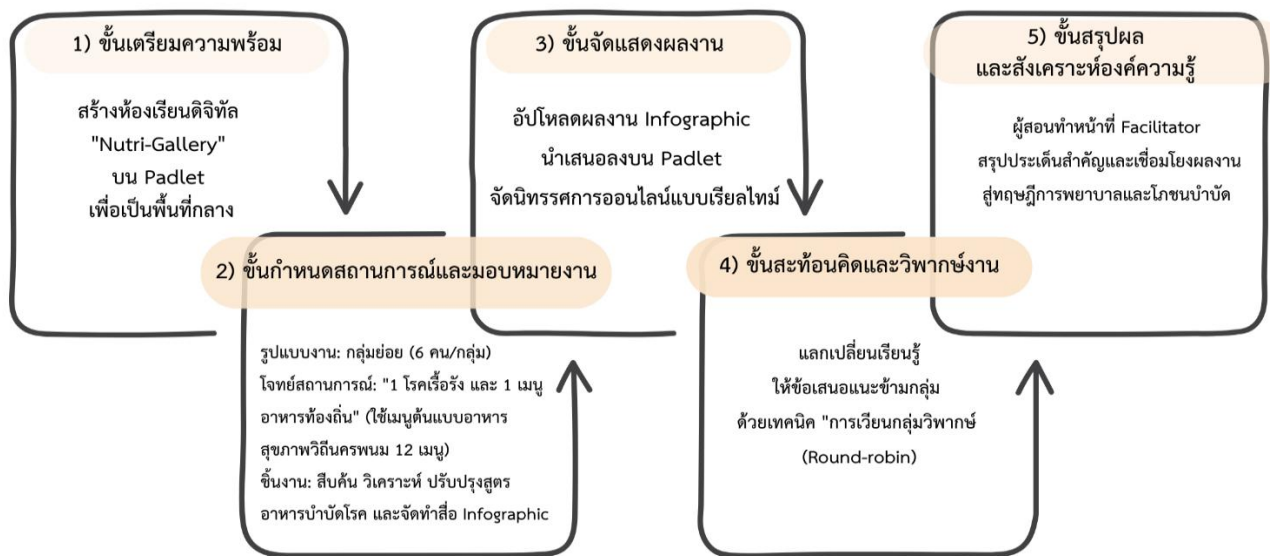 1) ขั้นเตรียมความพร้อม
สร้างห้องเรียนดิจิทัล
"Nutri-Gallery"
บน Padlet
เพื่อเป็นพื้นที่กลาง
2) ขั้นกำหนดสถานการณ์และมอบหมายงาน
รูปแบบงาน: กลุ่มย่อย (6 คน/กลุ่ม)
โจทย์สถานการณ์: "1 โรคเรื้อรัง และ 1 เมนู
อาหารท้องถิ่น" (ใช้เมนูต้นแบบอาหาร
สุขภาพวิถีนครพนม 12 เมนู)
ชิ้นงาน: สืบค้น วิเคราะห์ ปรับปรุงสูตร
อาหารบำบัดโรค และจัดทำสื่อ Infographic
3) ขั้นจัดแสดงผลงาน
อัปโหลดผลงาน Infographic
นำเสนอลงบน Padlet
จัดนิทรรศการออนไลน์แบบเรียลไทม์
4) ขั้นสะท้อนคิดและวิพากษ์งาน
แลกเปลี่ยนเรียนรู้
ให้ข้อเสนอแนะข้ามกลุ่ม
ด้วยเทคนิค "การเวียนกลุ่มวิพากษ์
(Round-robin)
5) ขั้นสรุปผล
และสังเคราะห์องค์ความรู้
ผู้สอนทำหน้าที่ Facilitator
สรุปประเด็นสำคัญและเชื่อมโยงผลงาน
สู่ทฤษฎีการพยาบาลและโภชนบำบัด